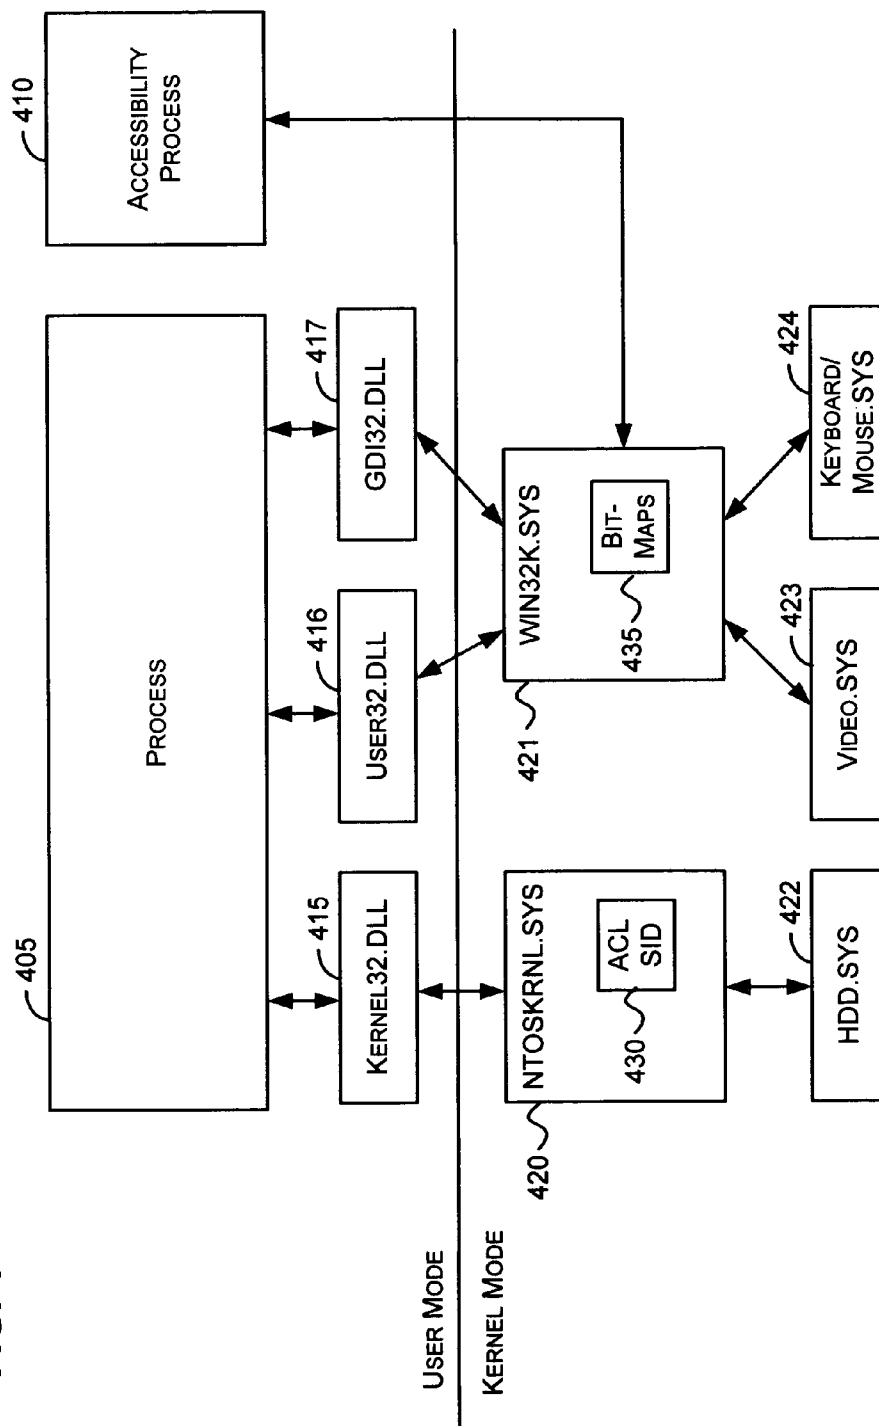 405
PROCESS
410
ACCESSIBILITY
PROCESS
415
KERNEL32.DLL
416
USER32.DLL
417
GDI32.DLL
USER MODE
KERNEL MODE
420
NTOSKRNL.SYS
430
ACL
SID
421
WIN32K.SYS
435
BIT-
MAPS
422
HDD.SYS
423
VIDEO.SYS
424
KEYBOARD/
MOUSE.SYS